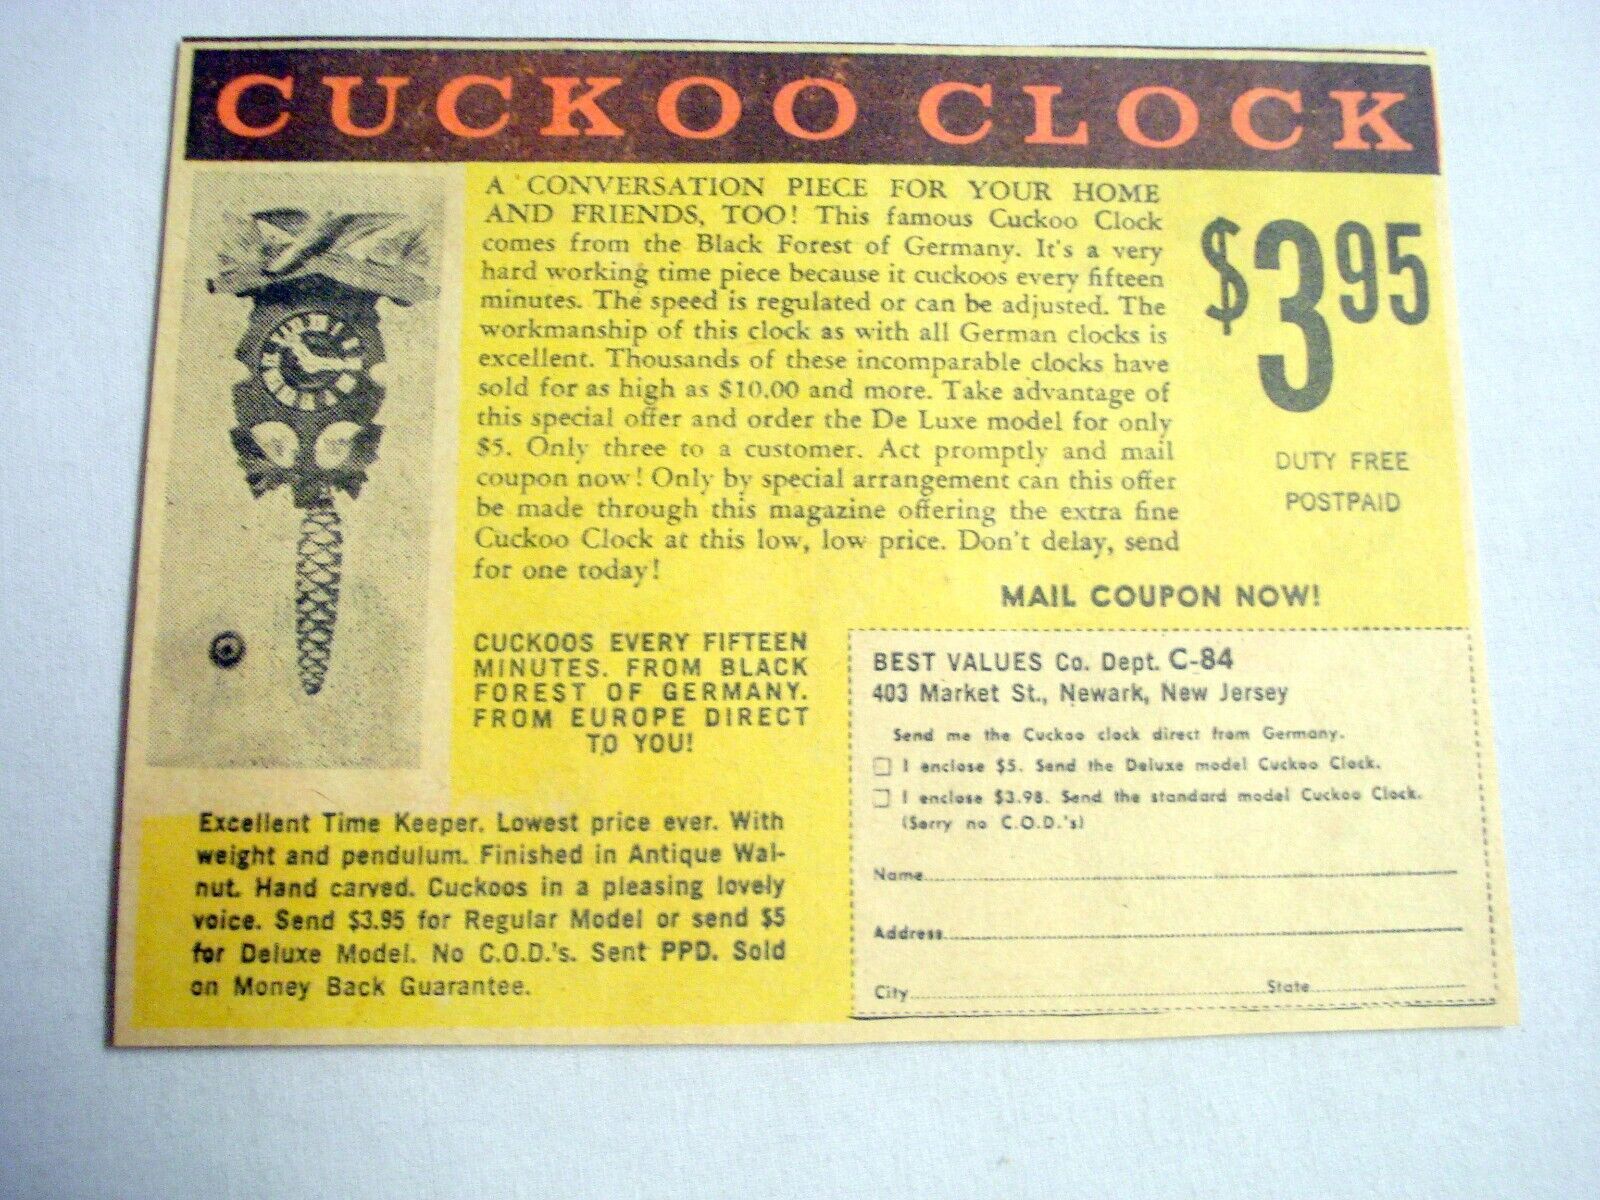 CUCKOO CLOCK
A CONVERSATION PIECE FOR YOUR HOME
AND FRIENDS, TOO! This famous Cuckoo Clock
comes from the Black Forest of Germany. It's a very
hard working time piece because it cuckoos every fifteen
minutes. The speed is regulated or can be adjusted. The
workmanship of this clock as with all German clocks is
excellent. Thousands of these incomparable clocks have
sold for as high as $10.00 and more. Take advantage of
this special offer and order the De Luxe model for only
$5. Only three to a customer. Act promptly and mail
coupon now! Only by special arrangement can this offer
be made through this magazine offering the extra fine
Cuckoo Clock at this low, low price. Don't delay, send
for one today!
$3.95
DUTY FREE
POSTPAID
CUCKOOS EVERY FIFTEEN
MINUTES. FROM BLACK
FOREST OF GERMANY.
FROM EUROPE DIRECT
TO YOU!
Excellent Time Keeper. Lowest price ever. With
weight and pendulum. Finished in Antique Wal-
nut. Hand carved. Cuckoos in a pleasing lovely
voice. Send $3.95 for Regular Model or send $5
for Deluxe Model. No C.O.D.'s. Sent PPD. Sold
on Money Back Guarantee.
MAIL COUPON NOW!
BEST VALUES Co. Dept. C-84
403 Market St., Newark, New Jersey
Send me the Cuckoo clock direct from Germany.
I enclose $5. Send the Deluxe model Cuckoo Clock.
I enclose $3.98. Send the standard model Cuckoo Clock.
(Sorry no C.O.D.'s)
Name
Address
City State